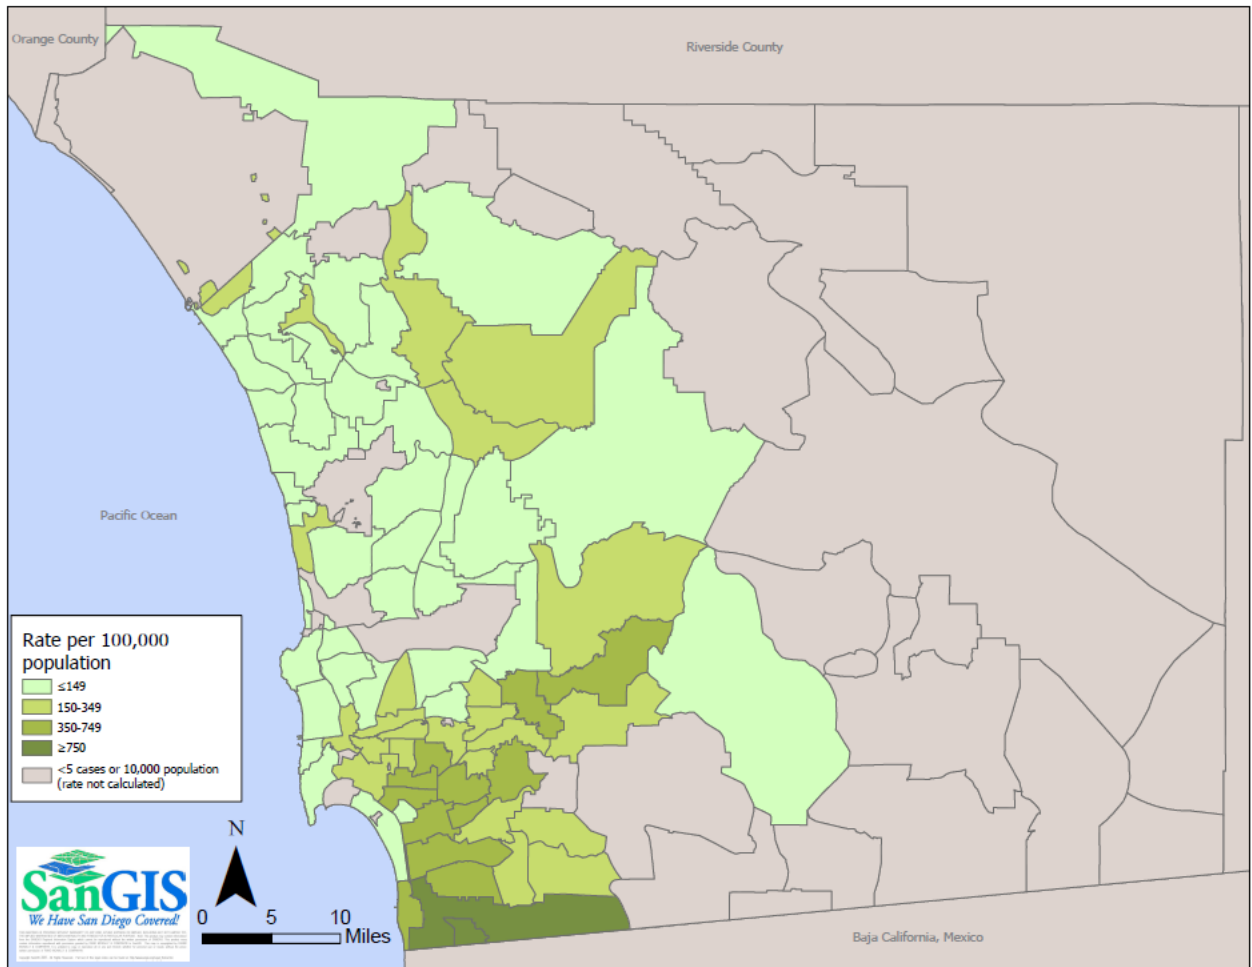 Orange County
Riverside County
Pacific Ocean
Rate per 100,000
population
≤149
150-349
350-749
≥750
<5 cases or 10,000 population
(rate not calculated)
N
0 5 10
Miles
SanGIS
We Have San Diego Covered!
Baja California, Mexico